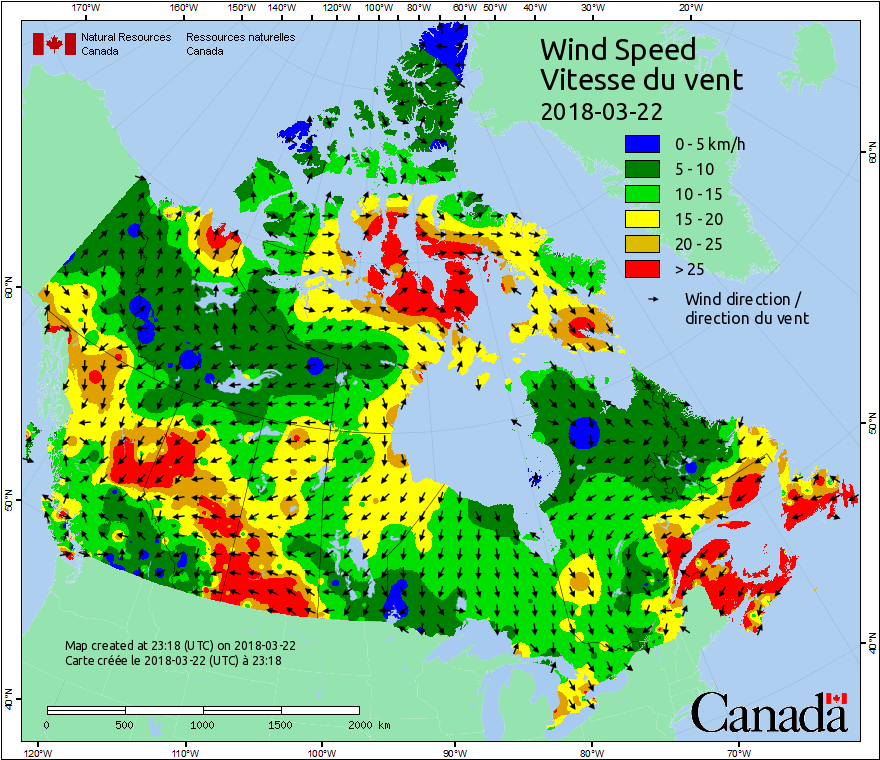 170°W 160°W 150°W 140°W 130°W 120°W 110°W 100°W 90°W 80°W 70°W 60°W 50°W 40°W 30°W 20°W
Natural Resources Ressources naturelles
Canada Canada
Wind Speed
Vitesse du vent
2018-03-22
0 - 5 km/h
5 - 10
10 - 15
15 - 20
20 - 25
> 25
Wind direction /
direction du vent
60°N 60°N
50°N 50°N
40°N 40°N
Map created at 23:18 (UTC) on 2018-03-22
Carte créée le 2018-03-22 (UTC) à 23:18
0 500 1000 1500 2000 km
Canada
120°W 110°W 100°W 90°W 80°W 70°W